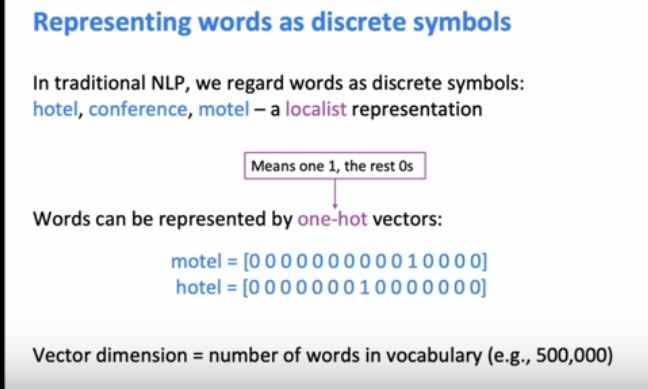 Representing words as discrete symbols
In traditional NLP, we regard words as discrete symbols:
hotel, conference, motel – a localist representation
Means one 1, the rest 0s
Words can be represented by one-hot vectors:
motel = [0 0 0 0 0 0 0 0 0 0 1 0 0 0 0]
hotel = [0 0 0 0 0 0 0 1 0 0 0 0 0 0 0]
Vector dimension = number of words in vocabulary (e.g., 500,000)